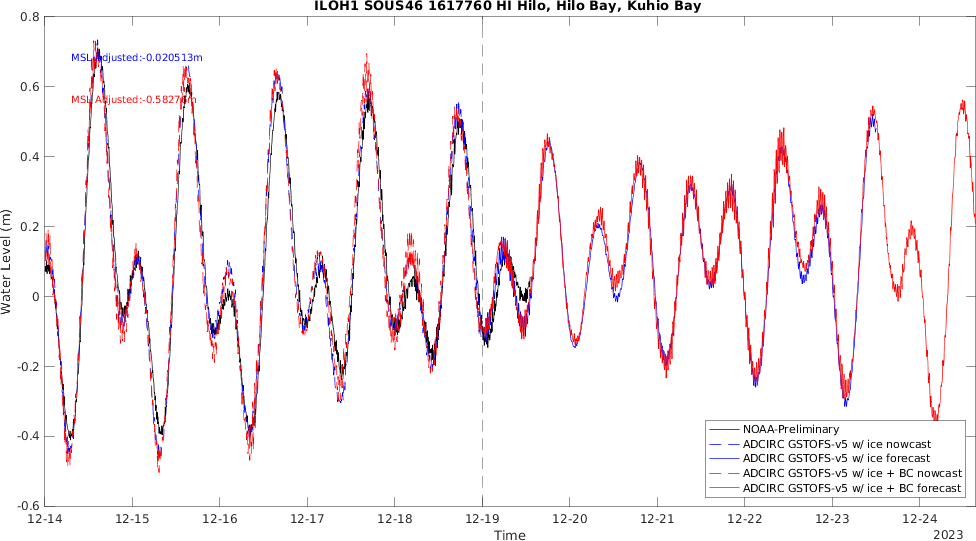 ILOH1 SOUS46 1617760 HI Hilo, Hilo Bay, Kuhio Bay
0.8
MSL Adjusted:-0.020513m
MSL Adjusted:-0.58276m
0.6
0.4
0.2
0
-0.2
-0.4
-0.6
Water Level (m)
NOAA-Preliminary
ADCIRC GSTOFS-v5 w/ ice nowcast
ADCIRC GSTOFS-v5 w/ ice forecast
ADCIRC GSTOFS-v5 w/ ice + BC nowcast
ADCIRC GSTOFS-v5 w/ ice + BC forecast
12-14 12-15 12-16 12-17 12-18 12-19 12-20 12-21 12-22 12-23 12-24
Time
2023